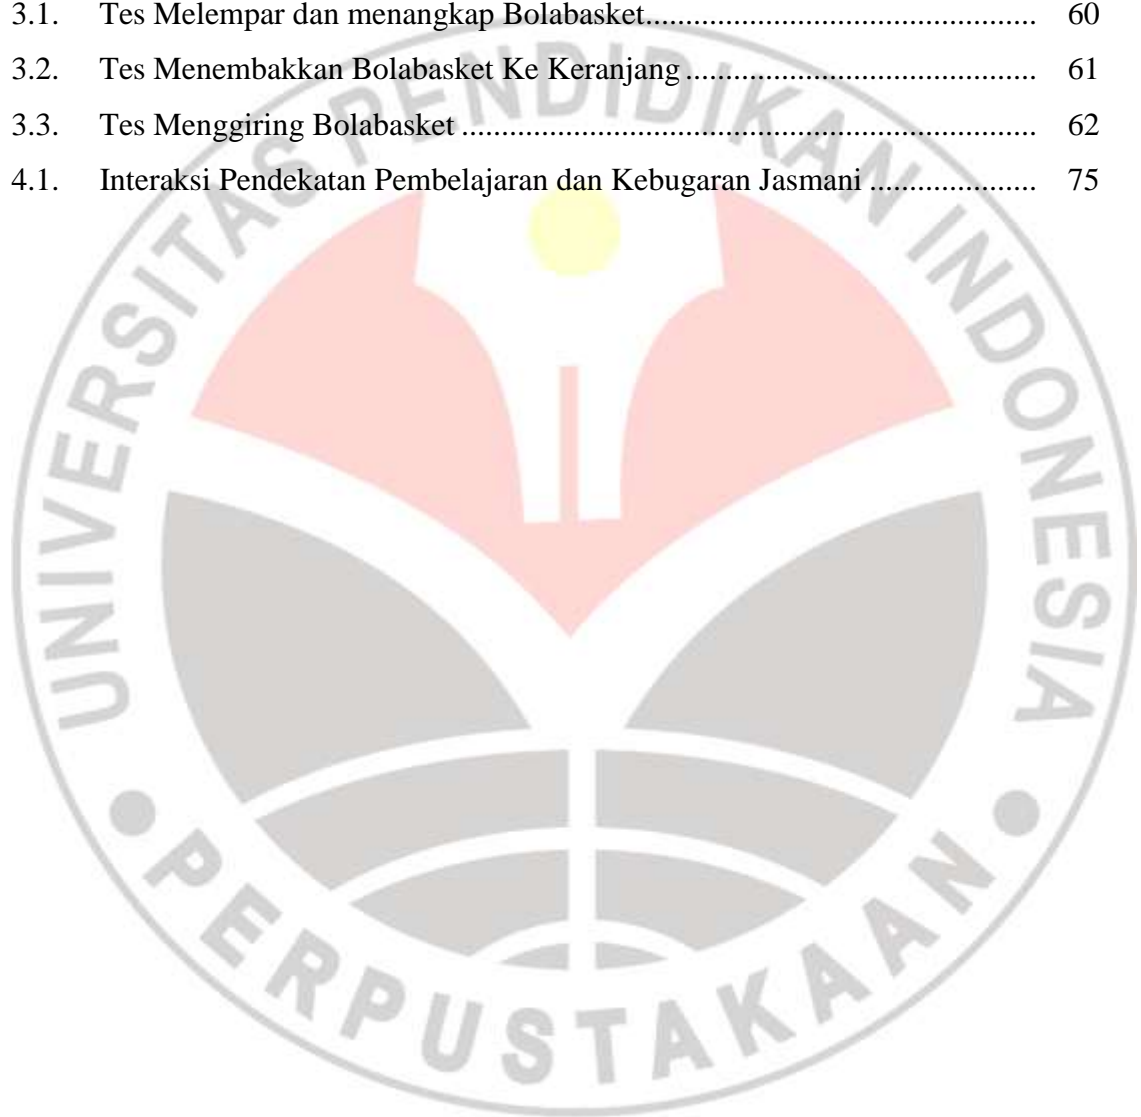 3.1. Tes Melempar dan menangkap Bolabasket............................................... 60
3.2. Tes Menembakkan Bolabasket Ke Keranjang ........................................... 61
3.3. Tes Menggiring Bolabasket ....................................................................... 62
4.1. Interaksi Pendekatan Pembelajaran dan Kebugaran Jasmani .................... 75
UNIVERSITAS PENDIDIKAN INDONESIA
PERPUSTAKAAN